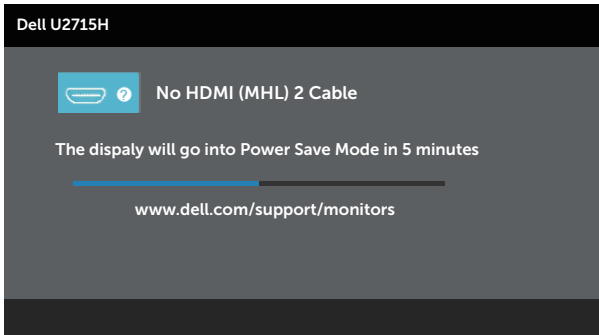 Dell U2715H
? No HDMI (MHL) 2 Cable
The dispaly will go into Power Save Mode in 5 minutes
www.dell.com/support/monitors